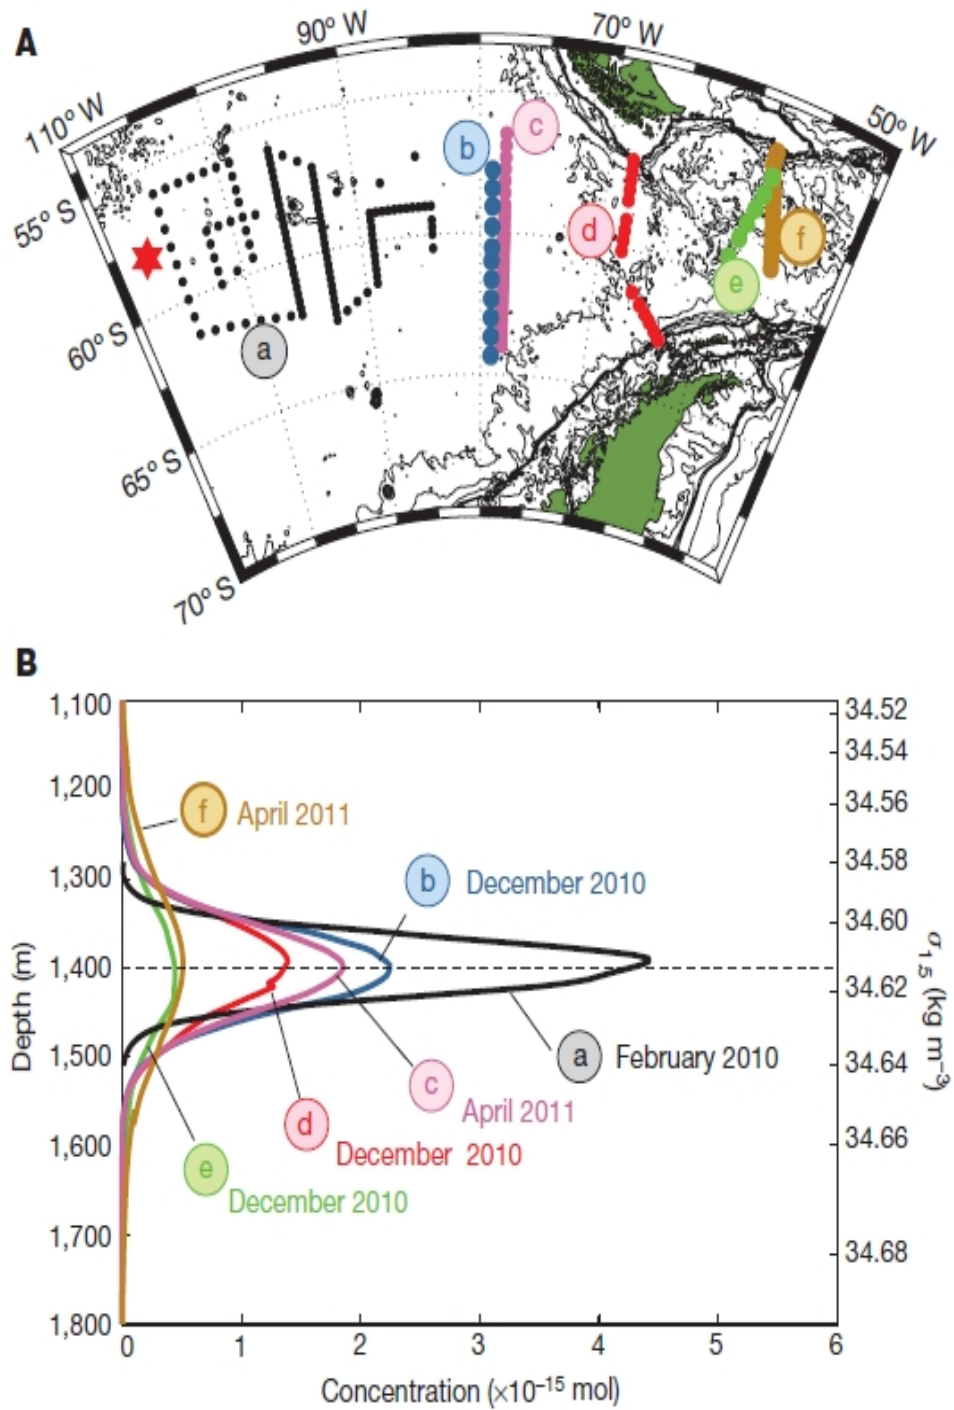 A
90° W
70° W
110° W
50° W
b
c
55° S
d
f
e
60° S
a
65° S
70° S
B
1,100
34.52
34.54
1,200
34.56
f April 2011
34.58
1,300
b December 2010
34.60
Depth (m)
1,400
34.62
σ1.5 (kg m⁻³)
1,500
a February 2010
34.64
c
April 2011
d
December 2010
1,600
34.66
e
December 2010
1,700
34.68
1,800
0 1 2 3 4 5 6
Concentration (×10⁻¹⁵ mol)